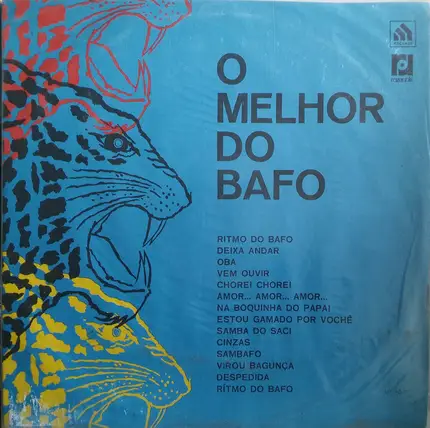 O
MELHOR
DO
BAFO
RITMO DO BAFO
DEIXA ANDAR
OBA
VEM OUVIR
CHOREI CHOREI
AMOR... AMOR... AMOR...
NA BOQUINHA DO PAPAI
ESTOU GAMADO POR VOCHÊ
SAMBA DO SACI
CINZAS
SAMBAFO
VIROU BAGUNÇA
DESPEDIDA
RÍTMO DO BAFO